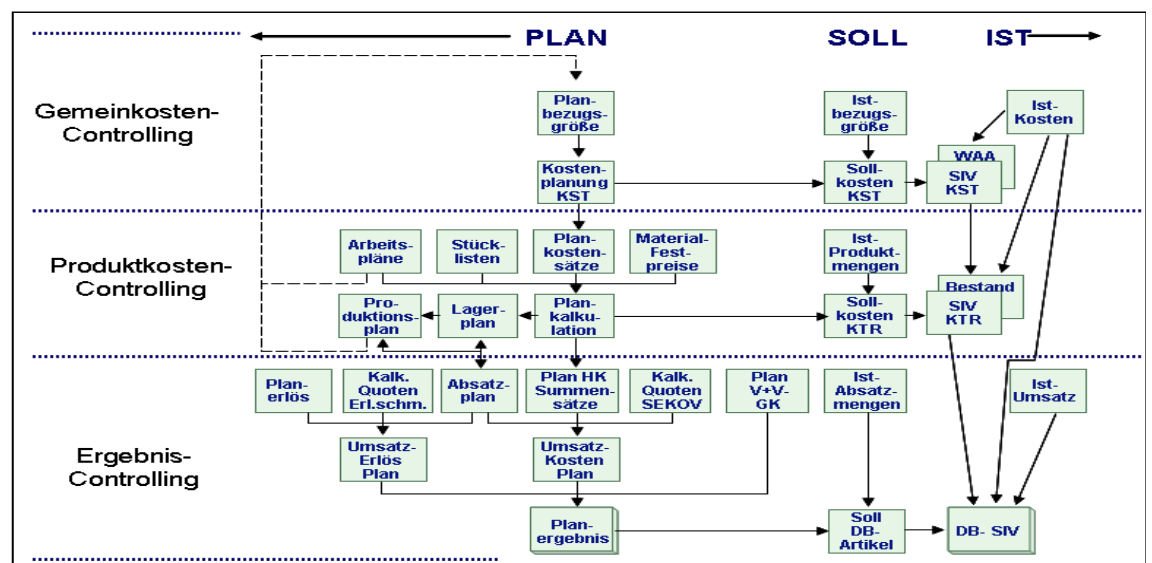 PLAN SOLL IST
Gemeinkosten-
Controlling
Plan-
bezugs-
größe
Ist-
bezugs-
größe
Ist-
Kosten
Kosten-
planung
KST
Soll-
kosten
KST
WAA
SIV
KST
Produktkosten-
Controlling
Arbeits-
pläne
Stück-
listen
Plan-
kosten-
sätze
Material-
Fest-
preise
Ist-
Produkt-
mengen
Pro-
duktions-
plan
Lager-
plan
Plan-
kalku-
lation
Soll-
kosten
KTR
Bestand
SIV
KTR
Ergebnis-
Controlling
Plan-
erlös
Kalk.
Quoten
Erl.schm.
Absatz-
plan
Plan HK
Summen-
sätze
Kalk.
Quoten
SEKOV
Plan
V+V-
GK
Ist-
Absatz-
mengen
Ist-
Umsatz
Umsatz-
Erlös
Plan
Umsatz-
Kosten
Plan
Plan-
ergebnis
Soll
DB-
Artikel
DB- SIV